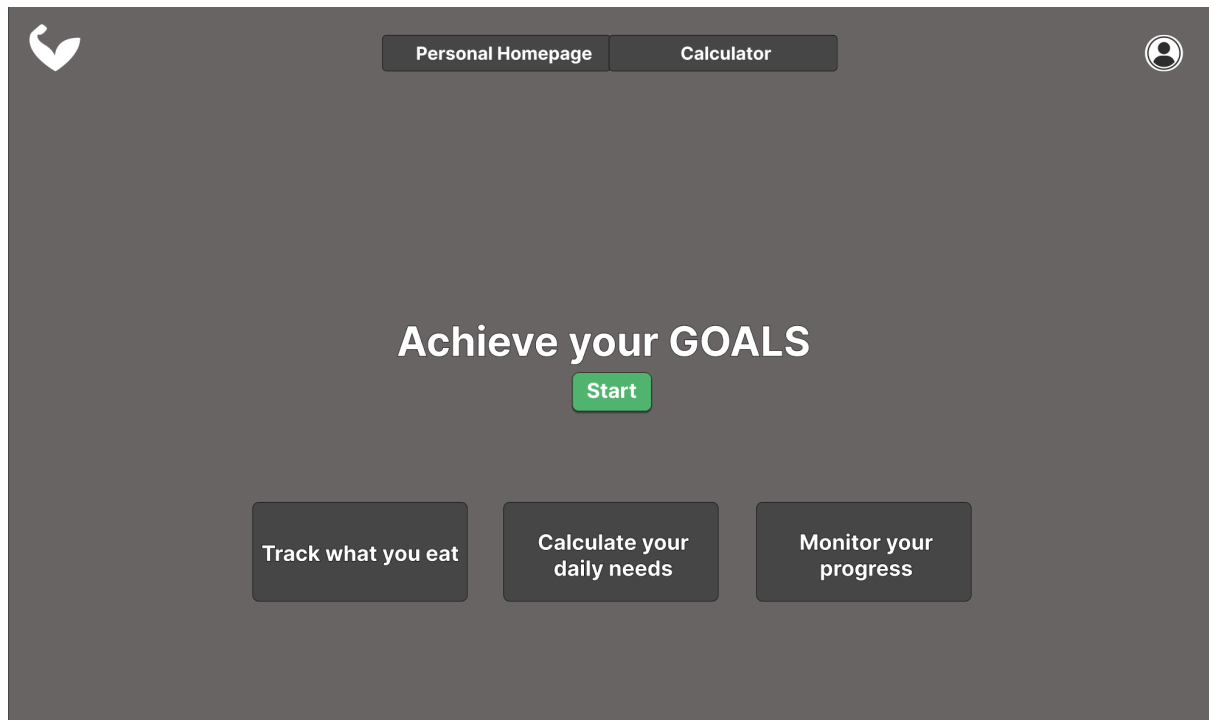 Personal Homepage
Calculator
Achieve your GOALS
Start
Track what you eat
Calculate your
daily needs
Monitor your
progress